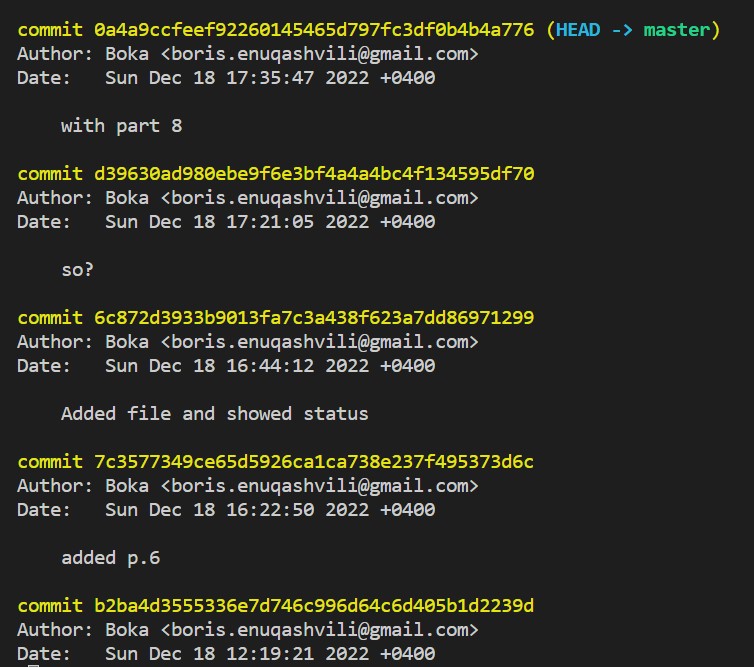 commit 0a4a9ccfeef92260145465d797fc3df0b4b4a776 (HEAD -> master)
Author: Boka <boris.enuqashvili@gmail.com>
Date:   Sun Dec 18 17:35:47 2022 +0400
with part 8
commit d39630ad980ebe9f6e3bf4a4a4bc4f134595df70
Author: Boka <boris.enuqashvili@gmail.com>
Date:   Sun Dec 18 17:21:05 2022 +0400
so?
commit 6c872d3933b9013fa7c3a438f623a7dd86971299
Author: Boka <boris.enuqashvili@gmail.com>
Date:   Sun Dec 18 16:44:12 2022 +0400
Added file and showed status
commit 7c3577349ce65d5926ca1ca738e237f495373d6c
Author: Boka <boris.enuqashvili@gmail.com>
Date:   Sun Dec 18 16:22:50 2022 +0400
added p.6
commit b2ba4d3555336e7d746c996d64c6d405b1d2239d
Author: Boka <boris.enuqashvili@gmail.com>
Date:   Sun Dec 18 12:19:21 2022 +0400